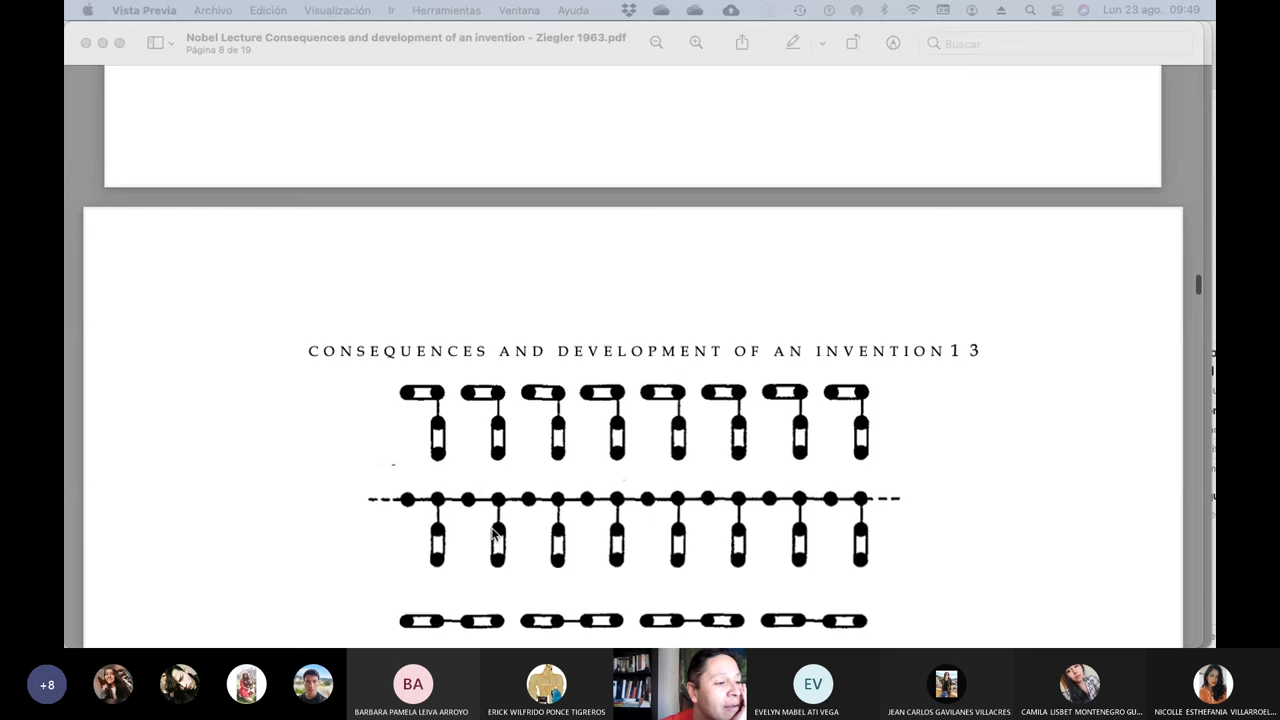 Vista Previa Archivo Edición Visualización Ir Herramientas Ventana Ayuda Lun 23 ago. 09:49
Nobel Lecture Consequences and development of an invention - Ziegler 1963.pdf
Página 8 de 19
Buscar
CONSEQUENCES AND DEVELOPMENT OF AN INVENTION 13
+8
BA
EV
BARBARA PAMELA LEIVA ARROYO
ERICK WILFRIDO PONCE TIGREROS
EVELYN MABEL ATI VEGA
JEAN CARLOS GAVILANES VILLACRES
CAMILA LISBET MONTENEGRO GU...
NICOLLE ESTHEFANIA VILLARROEL...